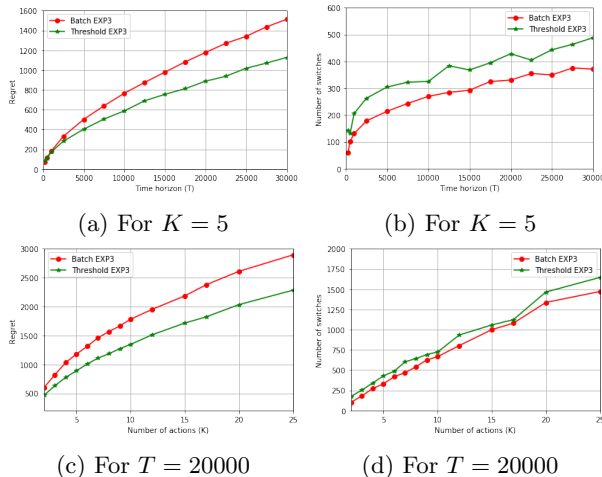 1600
1400
1200
1000
800
600
400
200
0
Regret
Batch EXP3
Threshold EXP3
0 5000 10000 15000 20000 25000 30000
Time horizon (T)
(a) For K = 5
600
500
400
300
200
100
0
Number of switches
Batch EXP3
Threshold EXP3
0 5000 10000 15000 20000 25000 30000
Time horizon (T)
(b) For K = 5
3000
2500
2000
1500
1000
500
Regret
Batch EXP3
Threshold EXP3
5 10 15 20 25
Number of actions (K)
(c) For T = 20000
2000
1750
1500
1250
1000
750
500
250
0
Number of switches
Batch EXP3
Threshold EXP3
5 10 15 20 25
Number of actions (K)
(d) For T = 20000